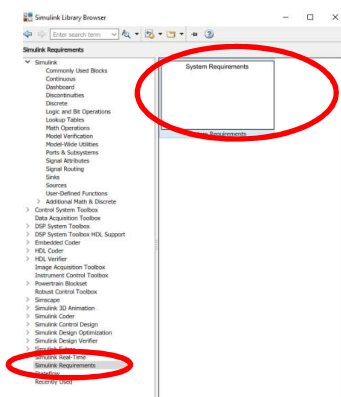 Simulink Library Browser
Enter search term
Simulink Requirements
Simulink
Commonly Used Blocks
Continuous
Dashboard
Discontinuities
Discrete
Logic and Bit Operations
Lookup Tables
Math Operations
Model Verification
Model-Wide Utilities
Ports & Subsystems
Signal Attributes
Signal Routing
Sinks
Sources
User-Defined Functions
Additional Math & Discrete
Control System Toolbox
Data Acquisition Toolbox
DSP System Toolbox
DSP System Toolbox HDL Support
Embedded Coder
HDL Coder
HDL Verifier
Image Acquisition Toolbox
Instrument Control Toolbox
Powertrain Blockset
Robust Control Toolbox
Simscape
Simulink 3D Animation
Simulink Coder
Simulink Control Design
Simulink Design Optimization
Simulink Design Verifier
Simulink Extras
Simulink Real-Time
Simulink Requirements
Stateflow
Recently Used
System Requirements
System Requirements